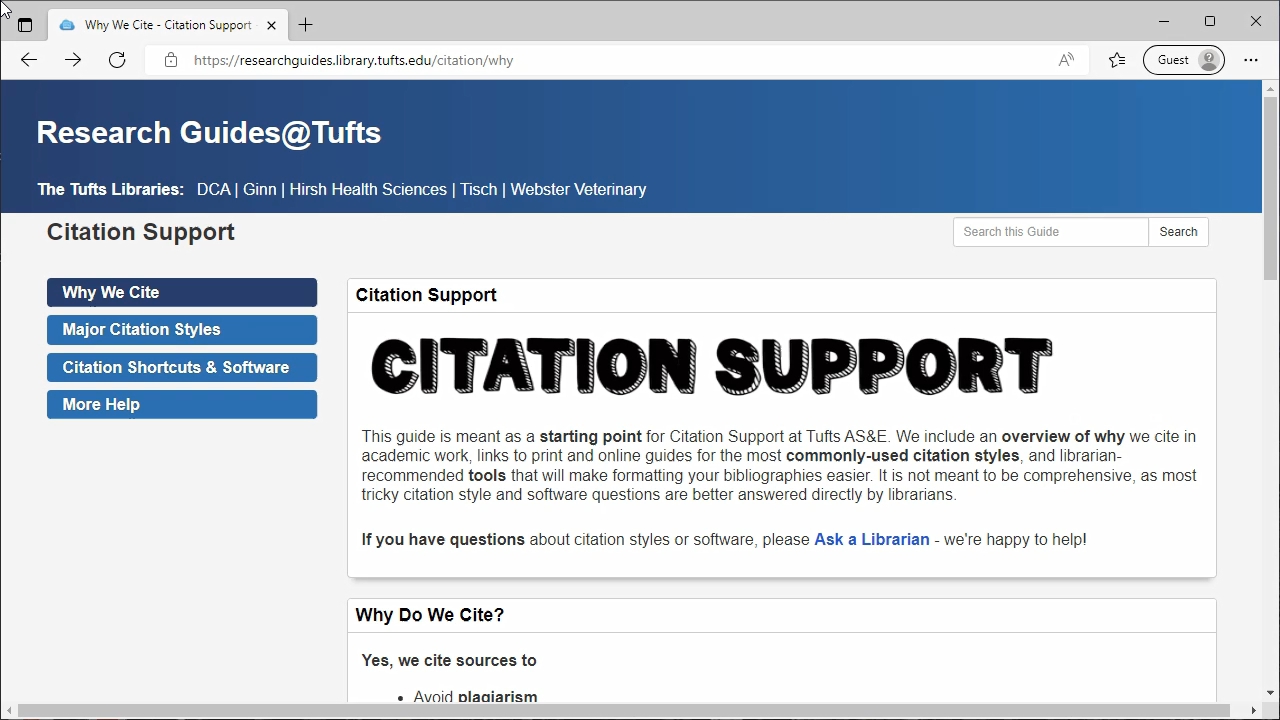 Why We Cite - Citation Support -
https://researchguides.library.tufts.edu/citation/why
Guest
Research Guides@Tufts
The Tufts Libraries: DCA | Ginn | Hirsh Health Sciences | Tisch | Webster Veterinary
Citation Support
Search this Guide
Search
Why We Cite
Major Citation Styles
Citation Shortcuts & Software
More Help
Citation Support
CITATION SUPPORT
This guide is meant as a starting point for Citation Support at Tufts AS&E. We include an overview of why we cite in
academic work, links to print and online guides for the most commonly-used citation styles, and librarian-
recommended tools that will make formatting your bibliographies easier. It is not meant to be comprehensive, as most
tricky citation style and software questions are better answered directly by librarians.
If you have questions about citation styles or software, please Ask a Librarian - we're happy to help!
Why Do We Cite?
Yes, we cite sources to
• Avoid plagiarism